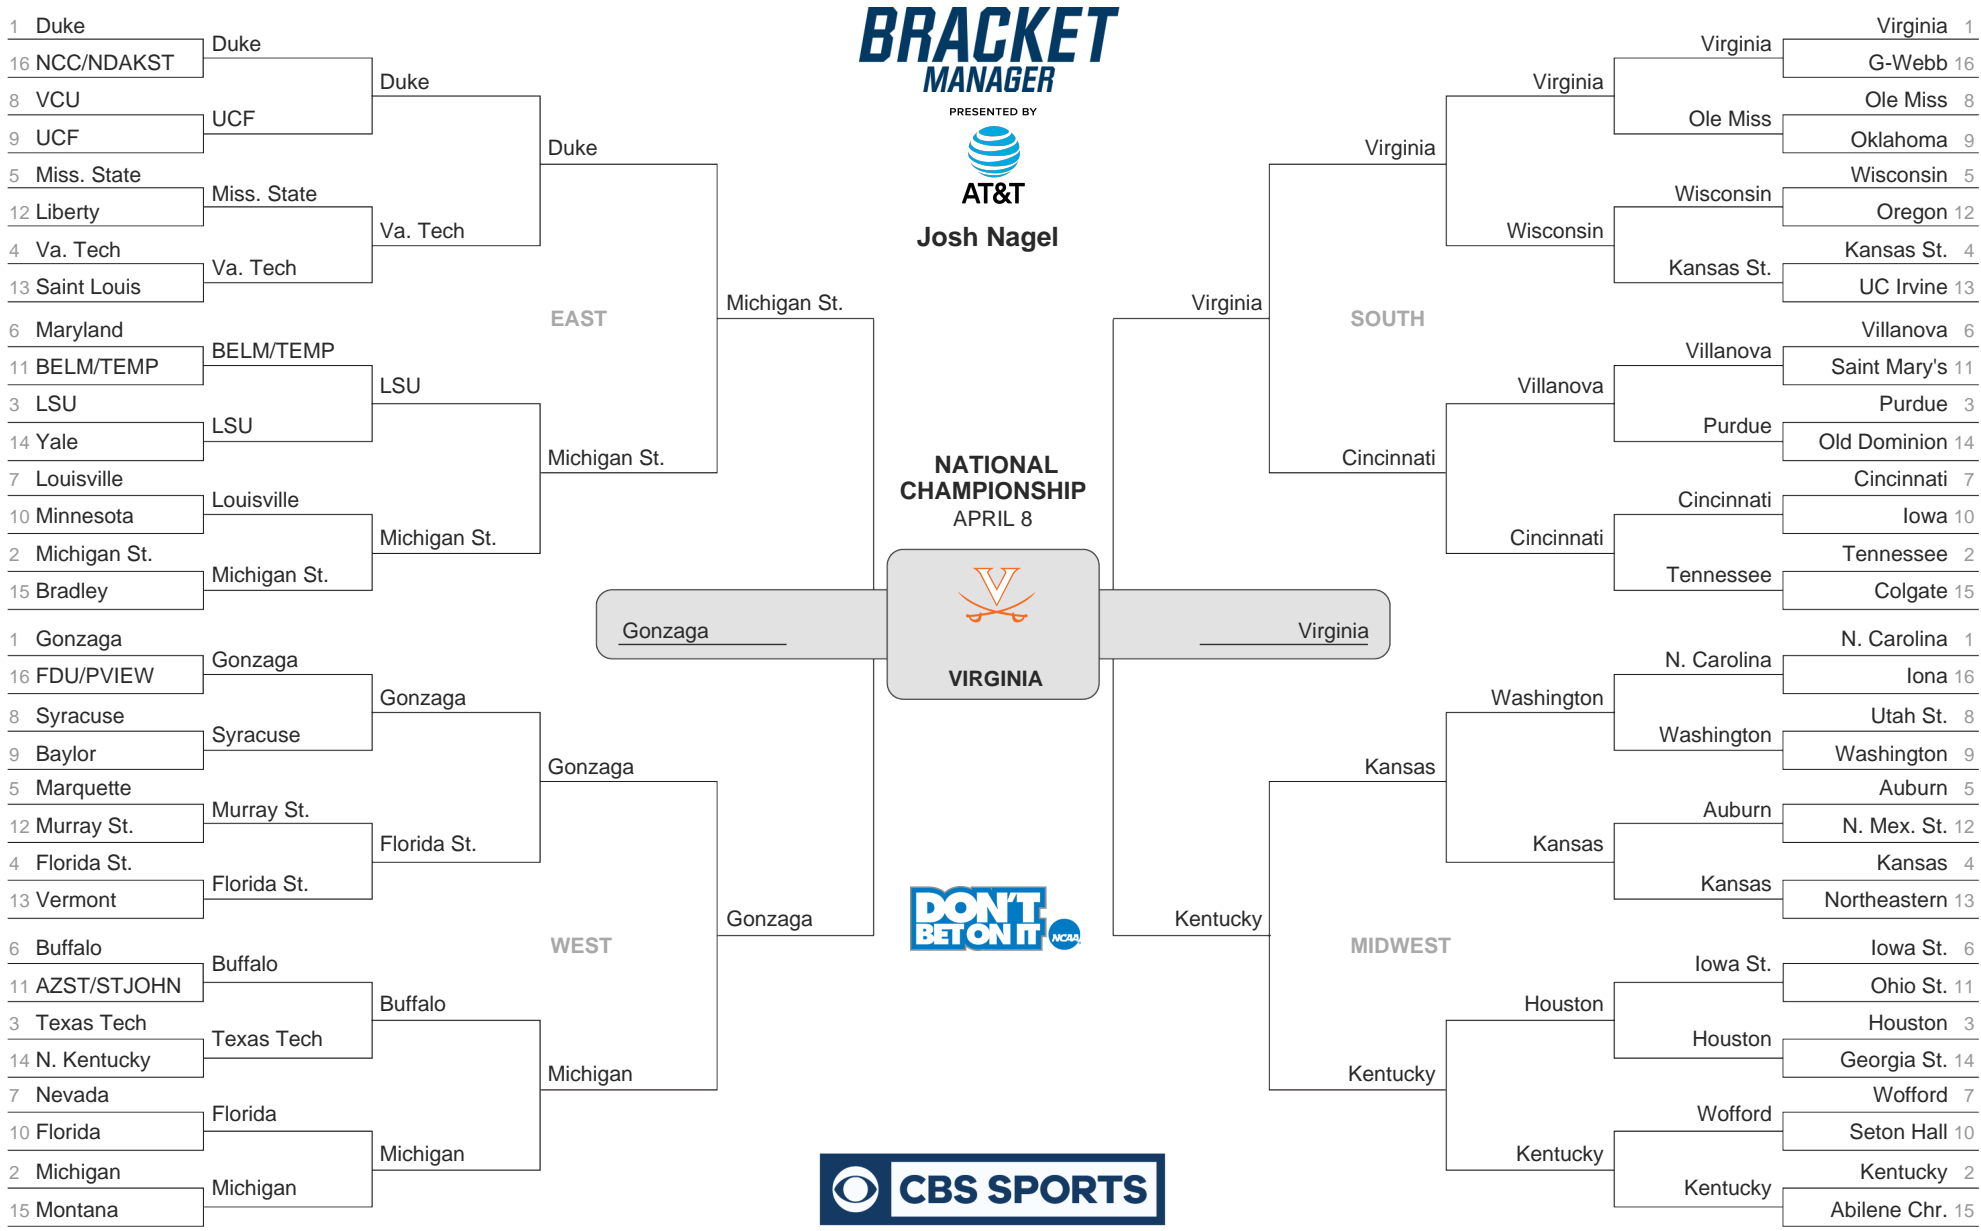 BRACKET
MANAGER
PRESENTED BY
AT&T
Josh Nagel
1 Duke
16 NCC/NDAKST
8 VCU
9 UCF
5 Miss. State
12 Liberty
4 Va. Tech
13 Saint Louis
6 Maryland
11 BELM/TEMP
3 LSU
14 Yale
7 Louisville
10 Minnesota
2 Michigan St.
15 Bradley
Duke
UCF
Miss. State
Va. Tech
BELM/TEMP
LSU
Louisville
Michigan St.
Duke
Va. Tech
LSU
Michigan St.
Duke
Michigan St.
EAST
Michigan St.
1 Gonzaga
16 FDU/PVIEW
8 Syracuse
9 Baylor
5 Marquette
12 Murray St.
4 Florida St.
13 Vermont
6 Buffalo
11 AZST/STJOHN
3 Texas Tech
14 N. Kentucky
7 Nevada
10 Florida
2 Michigan
15 Montana
Gonzaga
Syracuse
Murray St.
Florida St.
Buffalo
Texas Tech
Florida
Michigan
Gonzaga
Florida St.
Buffalo
Michigan
Gonzaga
Michigan
WEST
Gonzaga
NATIONAL
CHAMPIONSHIP
APRIL 8
Gonzaga
V
VIRGINIA
Virginia
DON'T
BET ON IT
NCAA
CBS SPORTS
Virginia 1
G-Webb 16
Ole Miss 8
Oklahoma 9
Wisconsin 5
Oregon 12
Kansas St. 4
UC Irvine 13
Villanova 6
Saint Mary's 11
Purdue 3
Old Dominion 14
Cincinnati 7
Iowa 10
Tennessee 2
Colgate 15
Virginia
Ole Miss
Wisconsin
Kansas St.
Villanova
Purdue
Cincinnati
Tennessee
Virginia
Wisconsin
Villanova
Cincinnati
Virginia
Cincinnati
SOUTH
Virginia
N. Carolina 1
Iona 16
Utah St. 8
Washington 9
Auburn 5
N. Mex. St. 12
Kansas 4
Northeastern 13
Iowa St. 6
Ohio St. 11
Houston 3
Georgia St. 14
Wofford 7
Seton Hall 10
Kentucky 2
Abilene Chr. 15
N. Carolina
Washington
Auburn
Kansas
Iowa St.
Houston
Wofford
Kentucky
Washington
Kansas
Houston
Kentucky
Kansas
Kentucky
MIDWEST
Kentucky